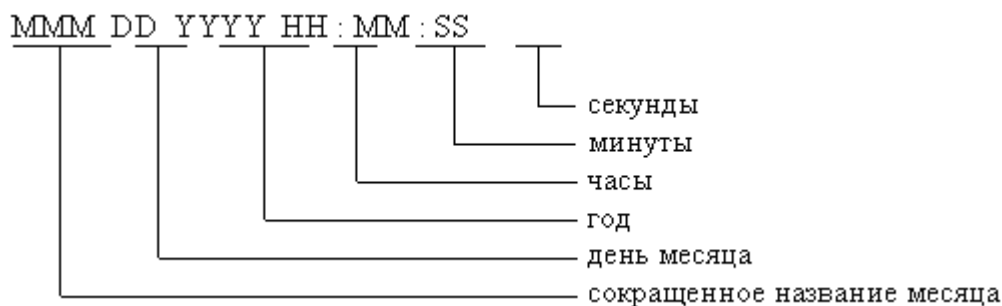 MMM DD YYYY HH : MM : SS
секунды
минуты
часы
год
день месяца
сокращенное название месяца